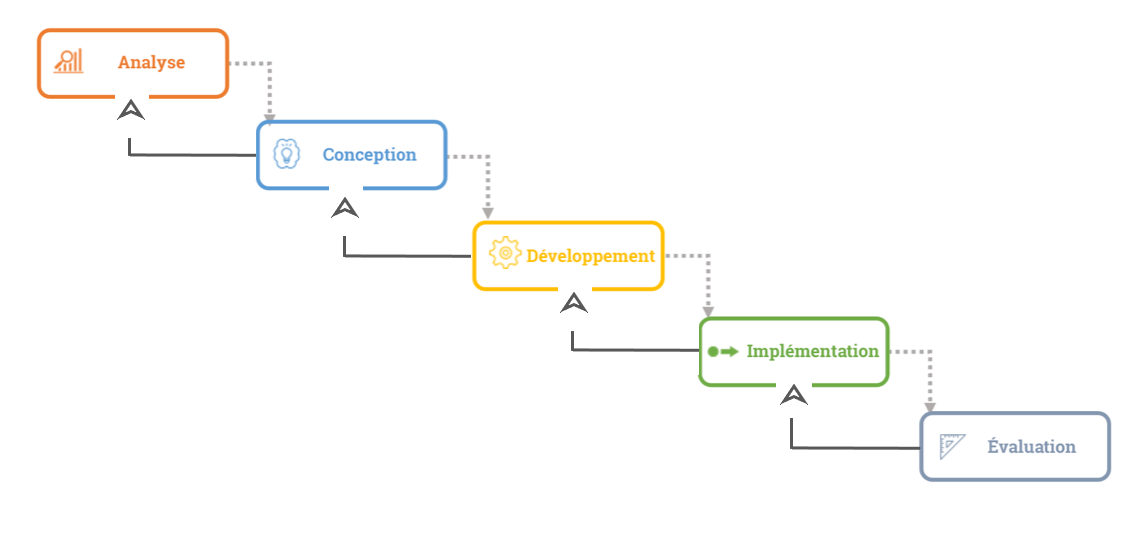 Analyse
Conception
Développement
Implémentation
Évaluation